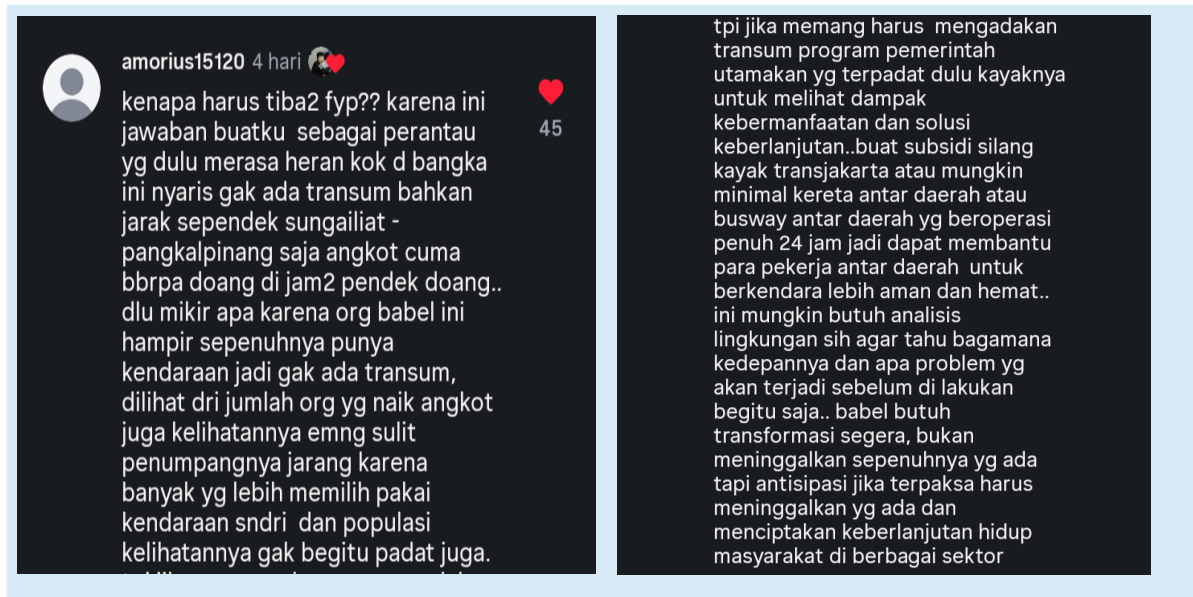 amorius15120 4 hari
kenapa harus tiba2 fyp?? karena ini
jawaban buatku  sebagai perantau
yg dulu merasa heran kok d bangka
ini nyaris gak ada transum bahkan
jarak sependek sungailiat -
pangkalpinang saja angkot cuma
bbrpa doang di jam2 pendek doang..
dlu mikir apa karena org babel ini
hampir sepenuhnya punya
kendaraan jadi gak ada transum,
dilihat dri jumlah org yg naik angkot
juga kelihatannya emng sulit
penumpangnya jarang karena
banyak yg lebih memilih pakai
kendaraan sndri  dan populasi
kelihatannya gak begitu padat juga.
45
tpi jika memang harus  mengadakan
transum program pemerintah
utamakan yg terpadat dulu kayaknya
untuk melihat dampak
kebermanfaatan dan solusi
keberlanjutan..buat subsidi silang
kayak transjakarta atau mungkin
minimal kereta antar daerah atau
busway antar daerah yg beroperasi
penuh 24 jam jadi dapat membantu
para pekerja antar daerah  untuk
berkendara lebih aman dan hemat..
ini mungkin butuh analisis
lingkungan sih agar tahu bagamana
kedepannya dan apa problem yg
akan terjadi sebelum di lakukan
begitu saja.. babel butuh
transformasi segera, bukan
meninggalkan sepenuhnya yg ada
tapi antisipasi jika terpaksa harus
meninggalkan yg ada dan
menciptakan keberlanjutan hidup
masyarakat di berbagai sektor